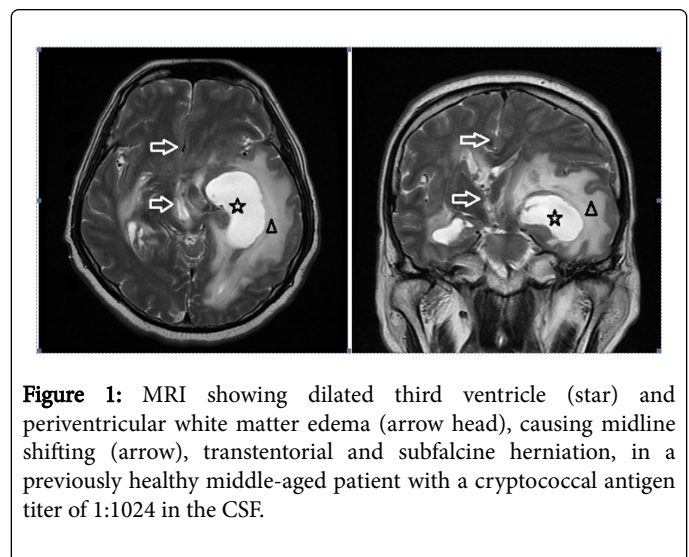 Figure 1: MRI showing dilated third ventricle (star) and
periventricular white matter edema (arrow head), causing midline
shifting (arrow), transtentorial and subfalcine herniation, in a
previously healthy middle-aged patient with a cryptococcal antigen
titer of 1:1024 in the CSF.